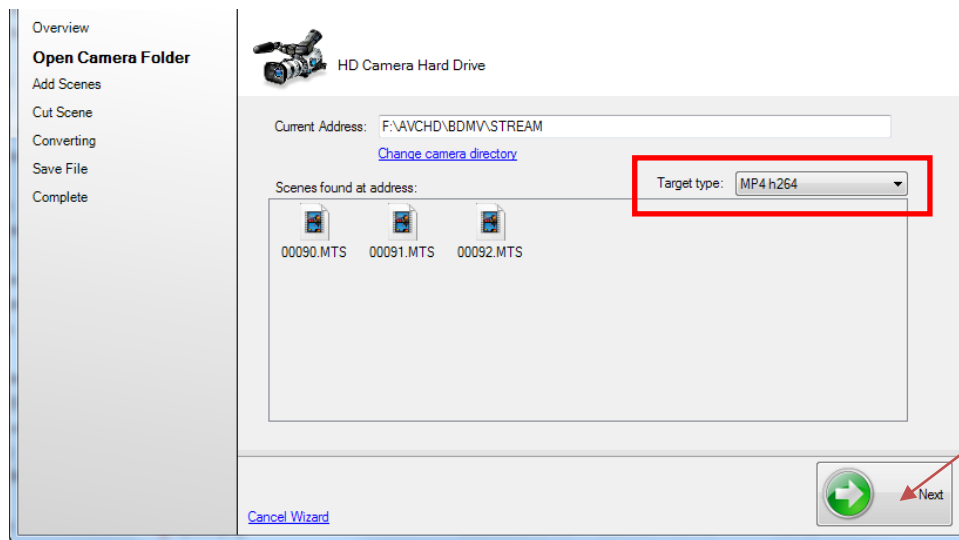 Overview
Open Camera Folder
Add Scenes
Cut Scene
Converting
Save File
Complete
HD Camera Hard Drive
Current Address: F:\AVCHD\BDMV\STREAM
Change camera directory
Scenes found at address:
Target type: MP4 h264
00090.MTS 00091.MTS 00092.MTS
Cancel Wizard
Next